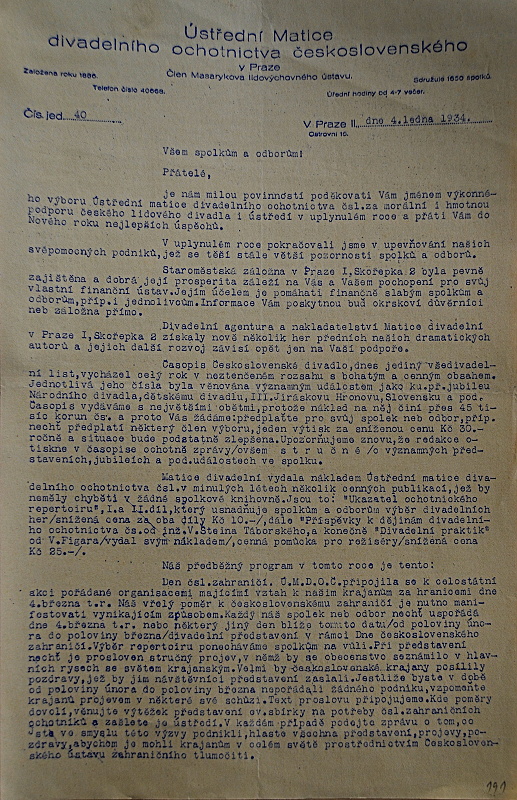 Ústřední Matice
divadelního ochotnictva československého
v Praze
Založena roku 1886. Člen Masarykova lidovýchovného ústavu. Sdružuje 1650 spolků
Telefon číslo 40668. Úřední hodiny od 4-7 večer.
Čís. jed. 40 V Praze II., dne 4. ledna 1934.
Ostrovní 16.
Všem spolkům a odborům!
Přátelé,
je nám milou povinností poděkovati Vám jménem výkonné-
ho výboru Ústřední matice divadelního ochotnictva čsl. za morální i hmotnou
podporu českého lidového divadla i ústředí v uplynulém roce a přáti Vám do
Nového roku nejlepších úspěchů.
V uplynulém roce pokračovali jsme v upevňování našich
svépomocných podniků, jež se těší stále větší pozornosti spolků a odborů.
Staroměstská záložna v Praze I, Skořepka 2 byla pevně
zajištěna a dobrá její prosperita záleží na Vás a Vašem pochopení pro svůj
vlastní finanční ústav. Jejím účelem je pomáhati finančně slabým spolkům a
odborům, příp. i jednolivcům. Informace Vám poskytnou buď okrskoví důvěrníci
neb záložna přímo.
Divadelní agentura a nakladatelství Matice divadelní
v Praze I, Skořepka 2 získaly nově několik her předních našich dramatických
autorů a jejich další rozvoj závisí opět jen na Vaší podpoře.
Časopis Československé divadlo, dnes jediný všedivadel-
ní list, vycházel celý rok v neztenčeném rozsahu s bohatým a cenným obsahem.
Jednotlivá jeho čísla byla věnována významným událostem jako ku. př. jubileu
Národního divadla, dětskému divadlu, III. Jiráskovu Hronovu, Slovensku a pod.
Časopis vydáváme s největšími obětmi, protože náklad na něj činí přes 45 ti-
síc korun čs. a proto Vás žádáme: předplaťte pro svůj spolek neb odbor, příp.
nechť předplatí některý člen výboru, jeden výtisk za sníženou cenu Kč 30.-
ročně a situace bude podstatně zlepšena. Upozorňujeme znovu, že redakce o-
tiskne v časopise ochotně zprávy /ovšem s t r u č n é /o významných před-
staveních, jubileích a pod. událostech ve spolku.
Matice divadelní vydala nákladem Ústřední matice diva-
delního ochotnictva čsl. v minulých létech několik cenných publikací, jež by
neměly chyběti v žádné spolkové knihovně. Jsou to: "Ukazatel ochotnického
repertoiru", I. a II. díl, který usnadňuje spolkům a odborům výběr divadelních
her /snížená cena za oba díly Kč 10.-/, dále "Příspěvky k dějinám divadelní-
ho ochotnictva čs. od inž. V. Šteina Táborského, a konečně "Divadelní praktik"
od V. Figara /vydal svým nákladem/, cenná pomůcka pro režiséry /snížená cena
Kč 25.-/.
Náš předběžný program v tomto roce je tento:
Den čsl. zahraničí. Ú.M.D.O.Č. připojila se k celostátní
akci pořádané organisacemi majícími vztah k našim krajanům za hranicemi dne
4. března t.r. Náš vřelý poměr k československému zahraničí je nutno mani-
festovati vynikajícím způsobem. Každý náš spolek neb odbor nechť uspořádá
dne 4. března t.r. nebo některý jiný den blíže tomuto datu /od poloviny úno-
ra do poloviny března/ divadelní představení v rámci Dne československého
zahraničí. Výběr repertoiru ponecháváme spolkům na vůli. Při představení
nechť je prosloven stručný projev, v němž by se obecenstvo seznámilo v hlav-
ních rysech se světem krajanským. Velmi by československé krajany posílily
pozdravy, jež by jim návštěvníci představení zaslali. Jestliže byste v době
od poloviny února do poloviny března nepořádali žádného podniku, vzpomeňte
krajanů projevem v některé své schůzi. Text proslovu připojujeme. Kde poměry
dovolí, věnujte výtěžek představení ev. sbírky na potřeby čsl. zahraničních
ochotníků a zašlete je ústředí. V každém případě podejte zprávu o tom, co
jste ve smyslu této výzvy podnikli, hlaste všechna představení, projevy, po-
zdravy, abychom je mohli krajanům v celém světě prostřednictvím Českosloven-
ského ústavu zahraničního tlumočiti.
191